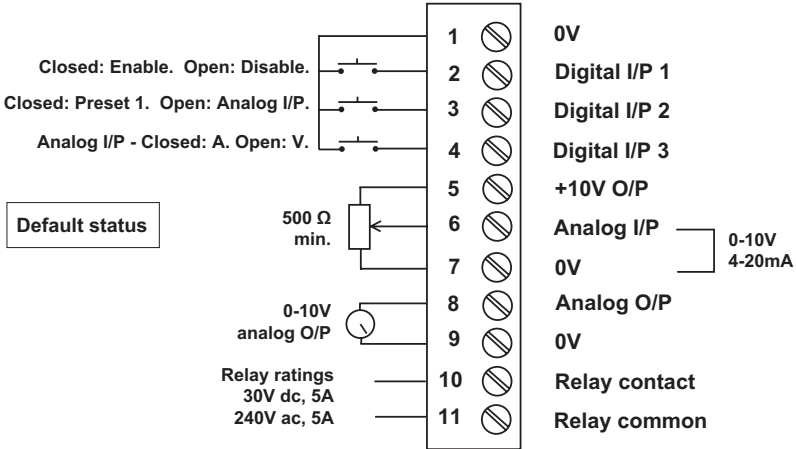 1 0V
Closed: Enable. Open: Disable. 2 Digital I/P 1
Closed: Preset 1. Open: Analog I/P. 3 Digital I/P 2
Analog I/P - Closed: A. Open: V. 4 Digital I/P 3
5 +10V O/P
Default status
500 Ω
min.
6 Analog I/P
0-10V
4-20mA
7 0V
8 Analog O/P
0-10V
analog O/P
9 0V
Relay ratings
30V dc, 5A
240V ac, 5A
10 Relay contact
11 Relay common